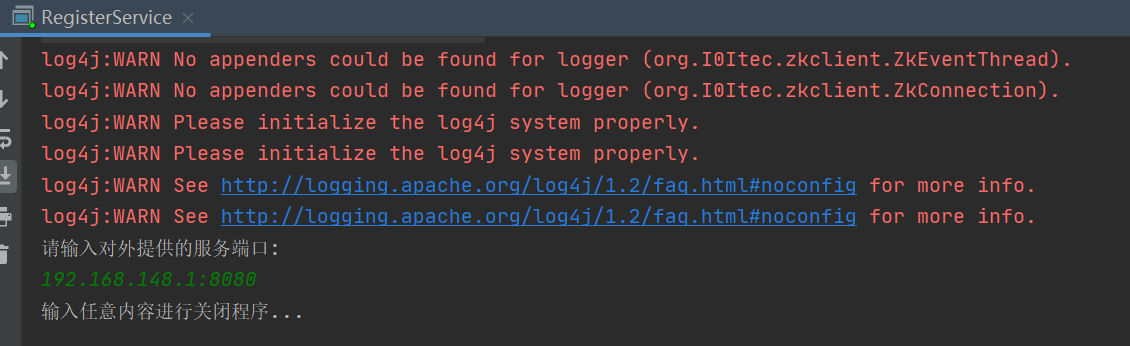 RegisterService
log4j:WARN No appenders could be found for logger (org.I0Itec.zkclient.ZkEventThread).
log4j:WARN No appenders could be found for logger (org.I0Itec.zkclient.ZkConnection).
log4j:WARN Please initialize the log4j system properly.
log4j:WARN Please initialize the log4j system properly.
log4j:WARN See http://logging.apache.org/log4j/1.2/faq.html#noconfig for more info.
log4j:WARN See http://logging.apache.org/log4j/1.2/faq.html#noconfig for more info.
请输入对外提供的服务端口:
192.168.148.1:8080
输入任意内容进行关闭程序...